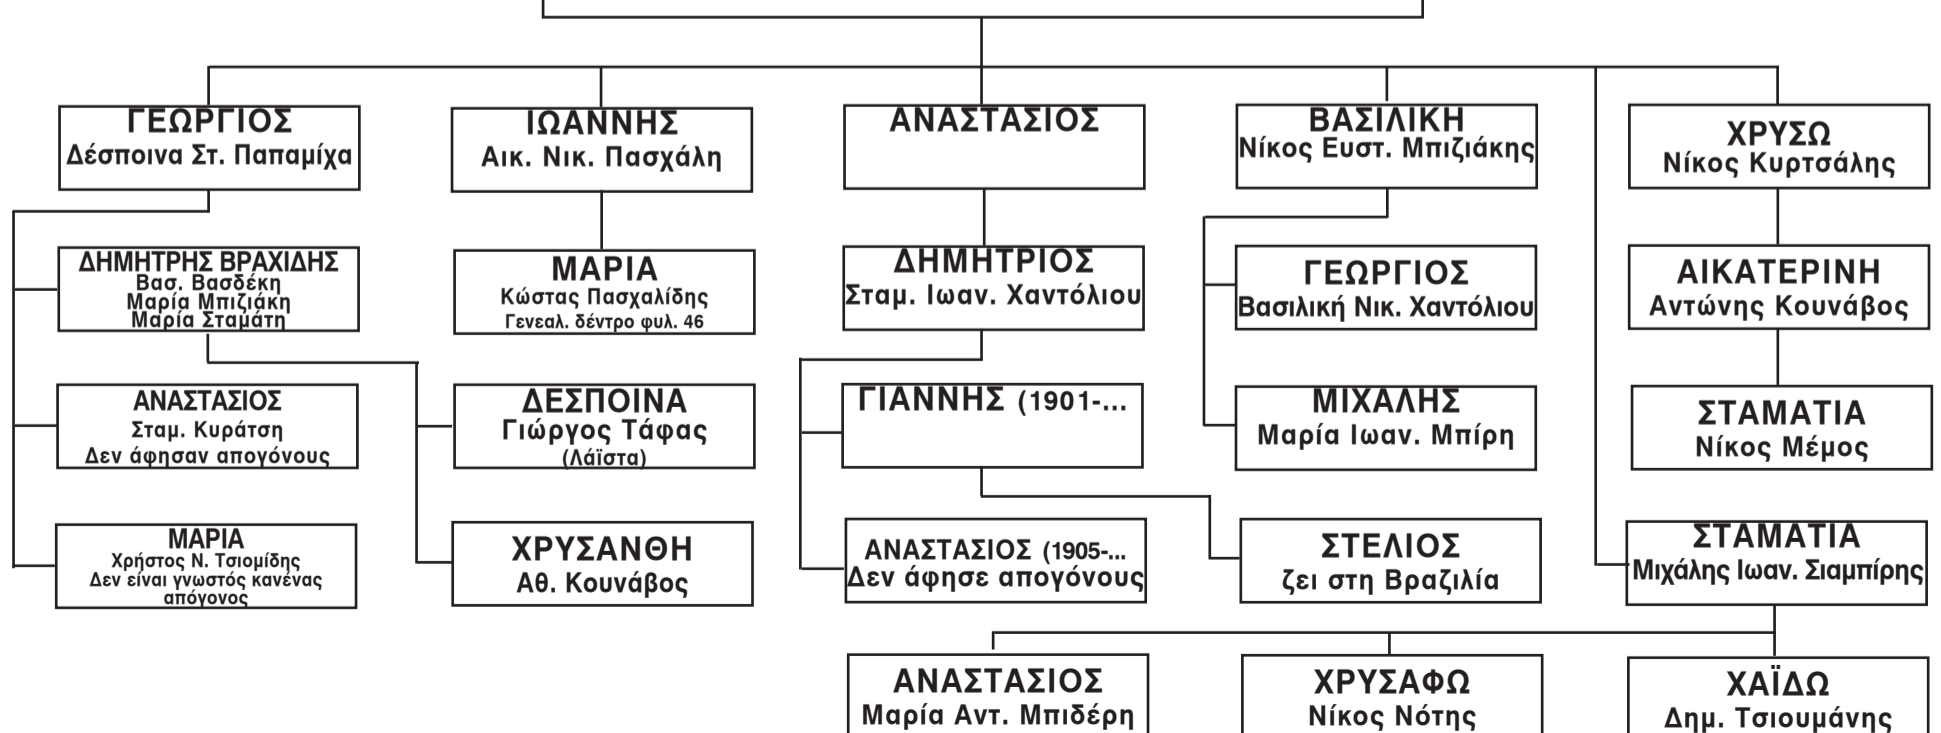 ΓΕΩΡΓΙΟΣ
Δέσποινα Στ. Παπαμίχα
ΙΩΑΝΝΗΣ
Αικ. Νικ. Πασχάλη
ΑΝΑΣΤΑΣΙΟΣ
ΒΑΣΙΛΙΚΗ
Νίκος Ευστ. Μπιζιάκης
ΧΡΥΣΩ
Νίκος Κυρτσάλης
ΔΗΜΗΤΡΗΣ ΒΡΑΧΙΔΗΣ
Βασ. Βασδέκη
Μαρία Μπιζιάκη
Μαρία Σταμάτη
ΜΑΡΙΑ
Κώστας Πασχαλίδης
Γενεαλ. δέντρο φυλ. 46
ΔΗΜΗΤΡΙΟΣ
Σταμ. Ιωαν. Χαντόλιου
ΓΕΩΡΓΙΟΣ
Βασιλική Νικ. Χαντόλιου
ΑΙΚΑΤΕΡΙΝΗ
Αντώνης Κουνάβος
ΑΝΑΣΤΑΣΙΟΣ
Σταμ. Κυράτση
Δεν άφησαν απογόνους
ΔΕΣΠΟΙΝΑ
Γιώργος Τάφας
(Λάϊστα)
ΓΙΑΝΝΗΣ (1901-...
ΜΙΧΑΛΗΣ
Μαρία Ιωαν. Μπίρη
ΣΤΑΜΑΤΙΑ
Νίκος Μέμος
ΜΑΡΙΑ
Χρήστος Ν. Τσιομίδης
Δεν είναι γνωστός κανένας
απόγονος
ΧΡΥΣΑΝΘΗ
Αθ. Κουνάβος
ΑΝΑΣΤΑΣΙΟΣ (1905-...
Δεν άφησε απογόνους
ΣΤΕΛΙΟΣ
ζει στη Βραζιλία
ΣΤΑΜΑΤΙΑ
Μιχάλης Ιωαν. Σιαμπίρης
ΑΝΑΣΤΑΣΙΟΣ
Μαρία Αντ. Μπιδέρη
ΧΡΥΣΑΦΩ
Νίκος Νότης
ΧΑΪΔΩ
Δημ. Τσιουμάνης